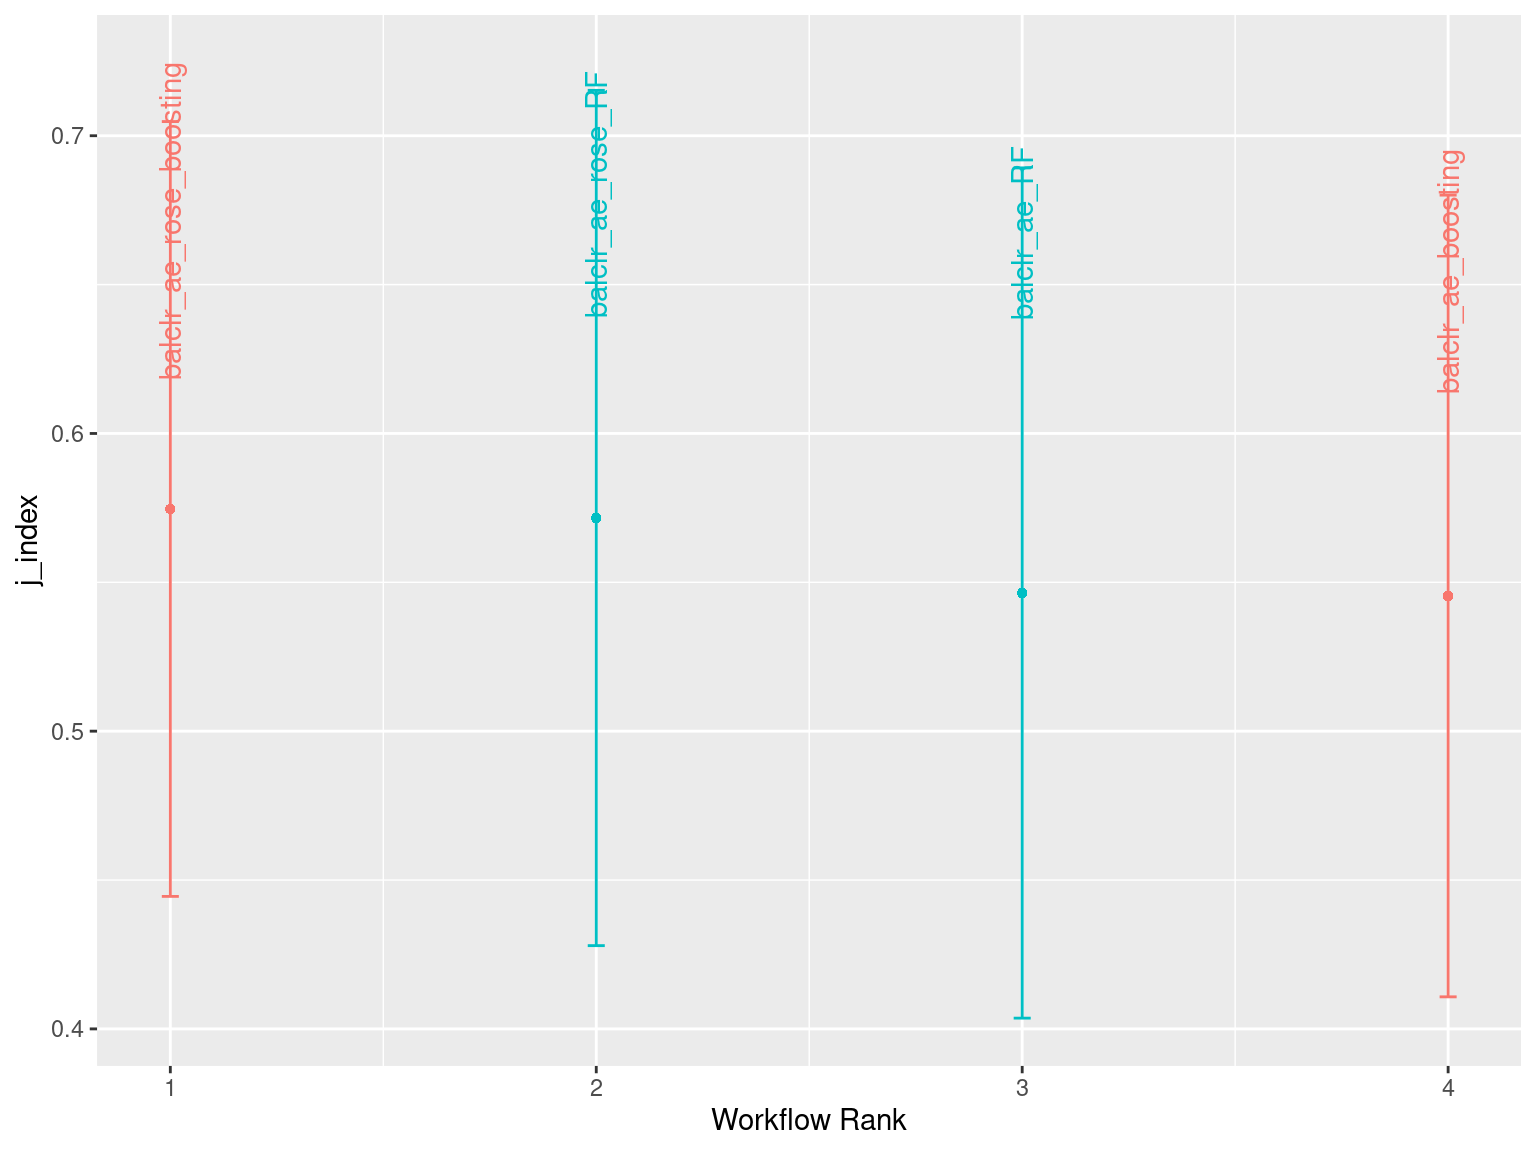 balclr_ae_rose_boosting
balclr_ae_rose_RF
balclr_ae_RF
balclr_ae_boosting
0.7
0.6
0.5
0.4
j_index
1
2
3
4
Workflow Rank